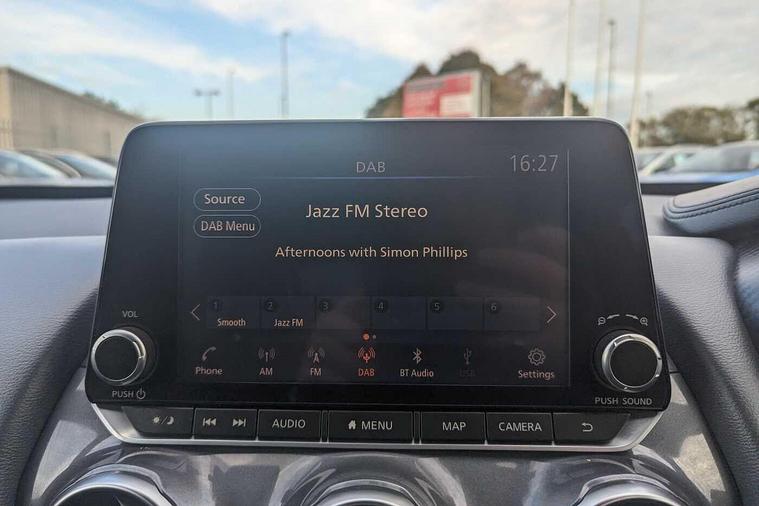 DAB 16:27
Source
Jazz FM Stereo
DAB Menu
Afternoons with Simon Phillips
1 2 3 4 5 6
Smooth Jazz FM
VOL
Phone AM FM DAB BT Audio USB Settings
PUSH
PUSH SOUND
AUDIO MENU MAP CAMERA